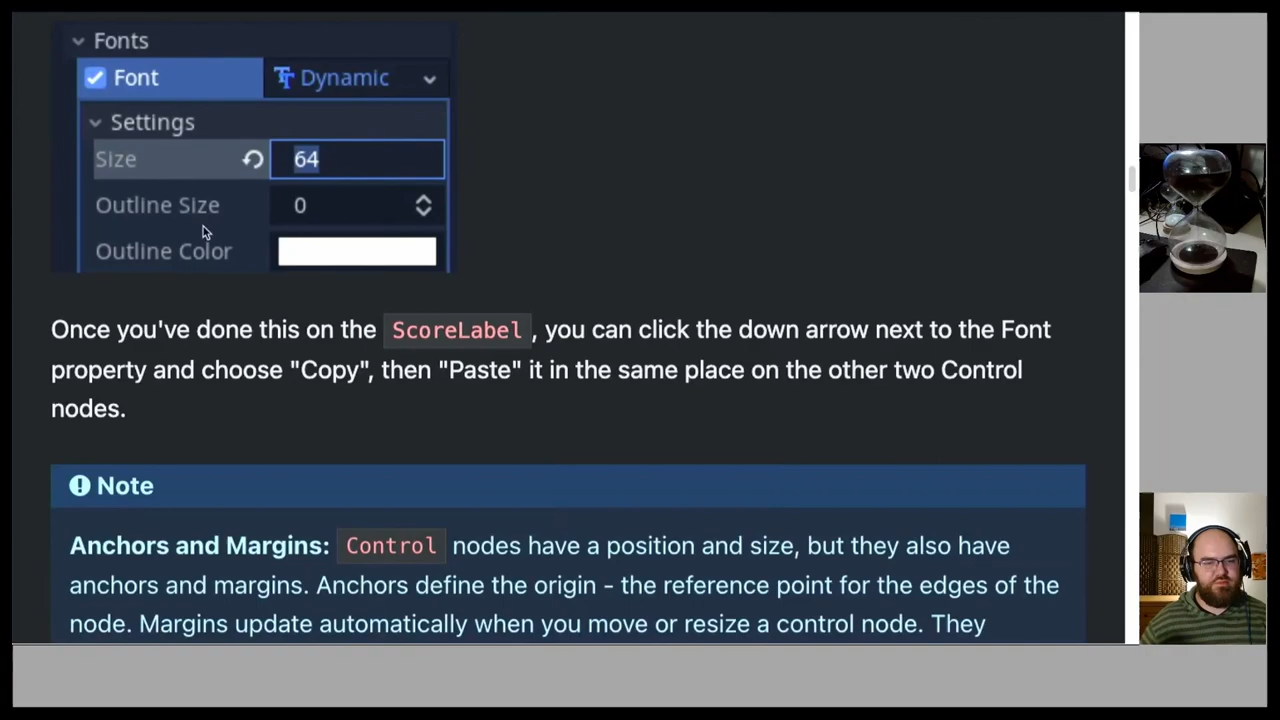 Fonts
Font Dynamic
Settings
Size 64
Outline Size 0
Outline Color
Once you've done this on the ScoreLabel, you can click the down arrow next to the Font
property and choose "Copy", then "Paste" it in the same place on the other two Control
nodes.
Note
Anchors and Margins: Control nodes have a position and size, but they also have
anchors and margins. Anchors define the origin - the reference point for the edges of the
node. Margins update automatically when you move or resize a control node. They